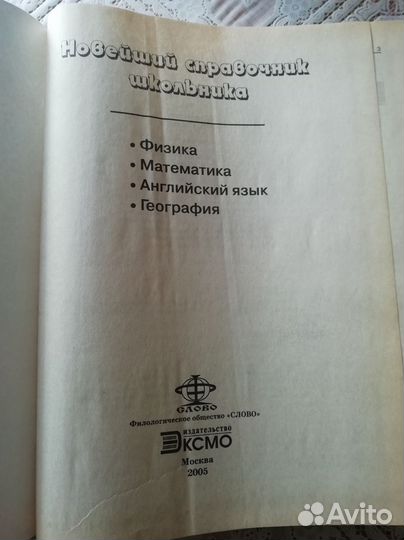 Новейший справочник
школьника
• Физика
• Математика
• Английский язык
• География
СЛОВО
Филологическое общество «СЛОВО»
издательство
ЭКСМО
Москва
2005
3
Avito